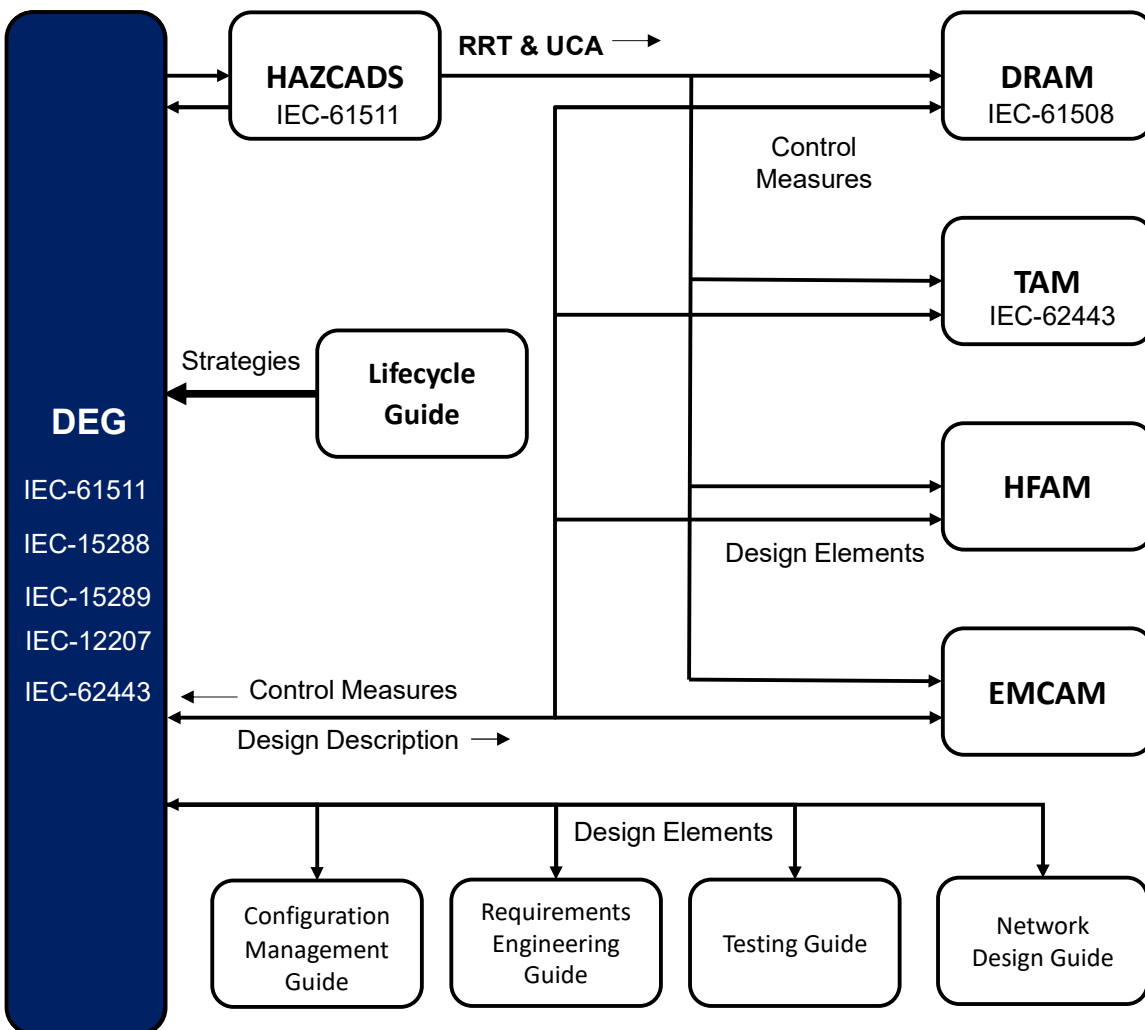 RRT & UCA
HAZCADS
IEC-61511
DRAM
IEC-61508
Control
Measures
TAM
IEC-62443
Strategies
Lifecycle
Guide
DEG
IEC-61511
IEC-15288
IEC-15289
IEC-12207
IEC-62443
HFAM
Design Elements
Control Measures
Design Description
EMCAM
Design Elements
Configuration
Management
Guide
Requirements
Engineering
Guide
Testing Guide
Network
Design Guide